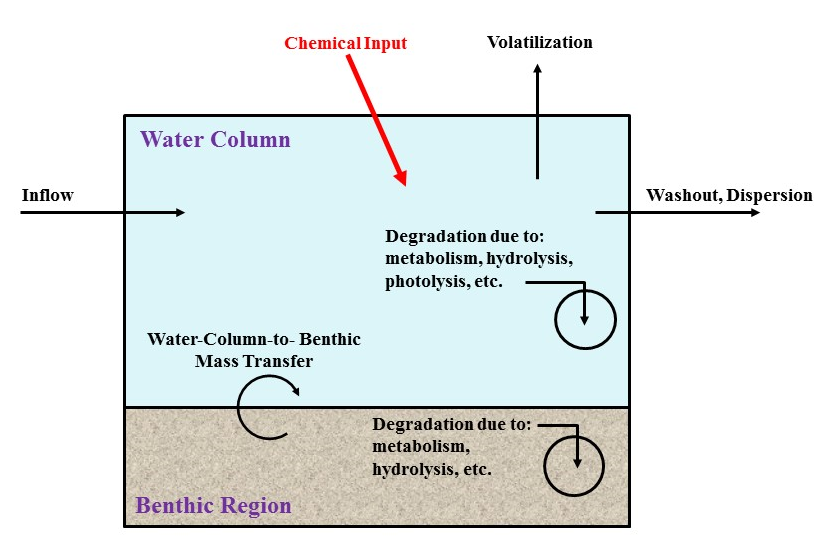 Chemical Input
Volatilization
Water Column
Inflow
Washout, Dispersion
Degradation due to:
metabolism, hydrolysis,
photolysis, etc.
Water-Column-to- Benthic
Mass Transfer
Degradation due to:
metabolism,
hydrolysis, etc.
Benthic Region